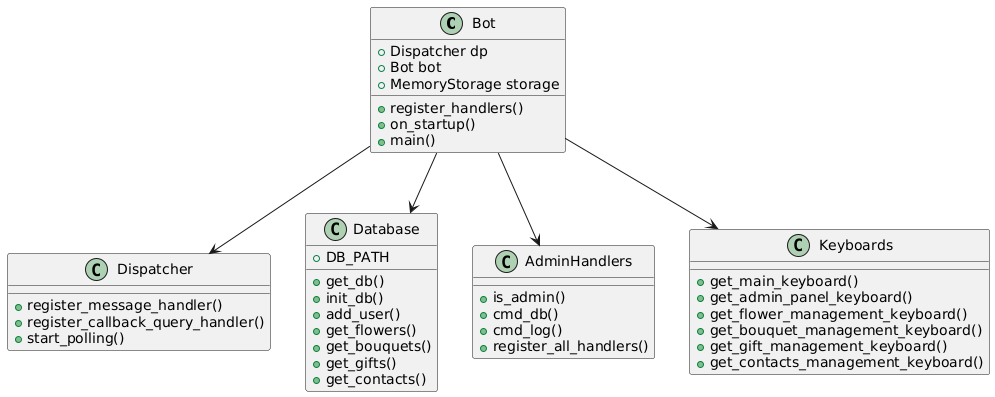 C Bot
Dispatcher dp
Bot bot
MemoryStorage storage
register_handlers()
on_startup()
main()
C Dispatcher
register_message_handler()
register_callback_query_handler()
start_polling()
C Database
DB_PATH
get_db()
init_db()
add_user()
get_flowers()
get_bouquets()
get_gifts()
get_contacts()
C AdminHandlers
is_admin()
cmd_db()
cmd_log()
register_all_handlers()
C Keyboards
get_main_keyboard()
get_admin_panel_keyboard()
get_flower_management_keyboard()
get_bouquet_management_keyboard()
get_gift_management_keyboard()
get_contacts_management_keyboard()